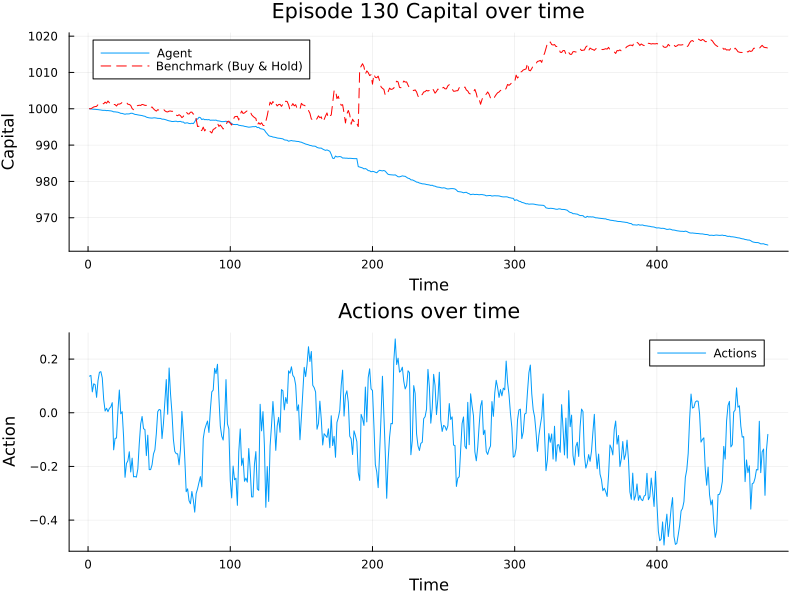 Episode 130 Capital over time
Capital
1020
1010
1000
990
980
970
Agent
Benchmark (Buy & Hold)
0 100 200 300 400
Time
Actions over time
Action
0.2
0.0
−0.2
−0.4
Actions
0 100 200 300 400
Time